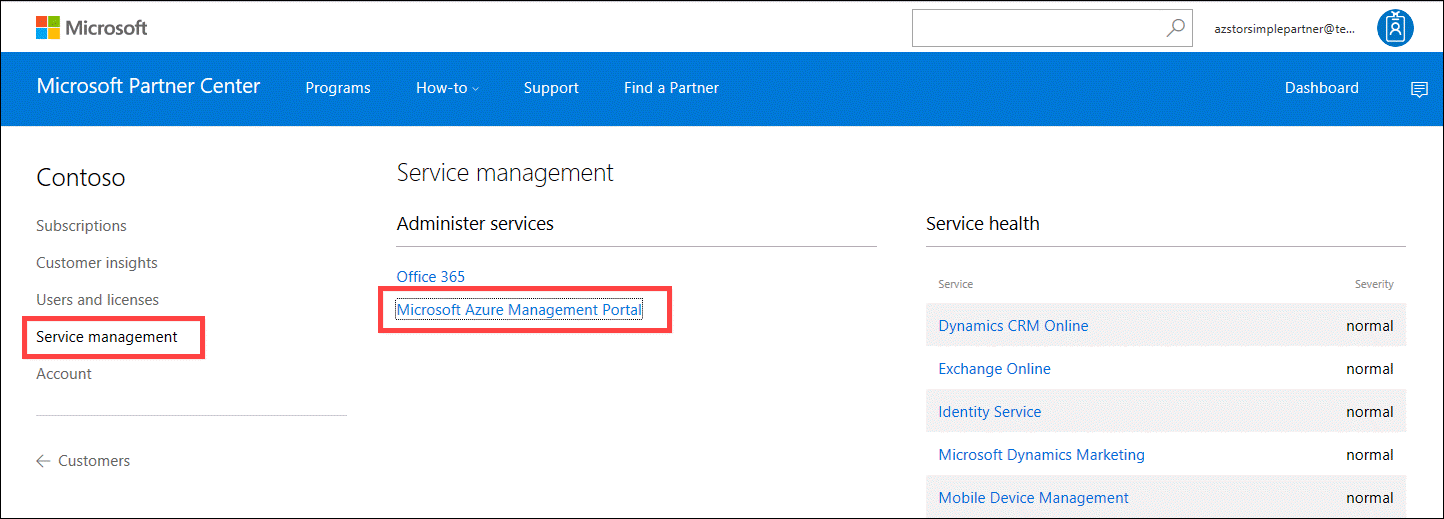 Microsoft
azstorsimplepartner@te...
Microsoft Partner Center Programs How-to Support Find a Partner Dashboard
Contoso
Subscriptions
Customer insights
Users and licenses
Service management
Account
Customers
Service management
Administer services
Office 365
Microsoft Azure Management Portal
Service health
Service Severity
Dynamics CRM Online normal
Exchange Online normal
Identity Service normal
Microsoft Dynamics Marketing normal
Mobile Device Management normal